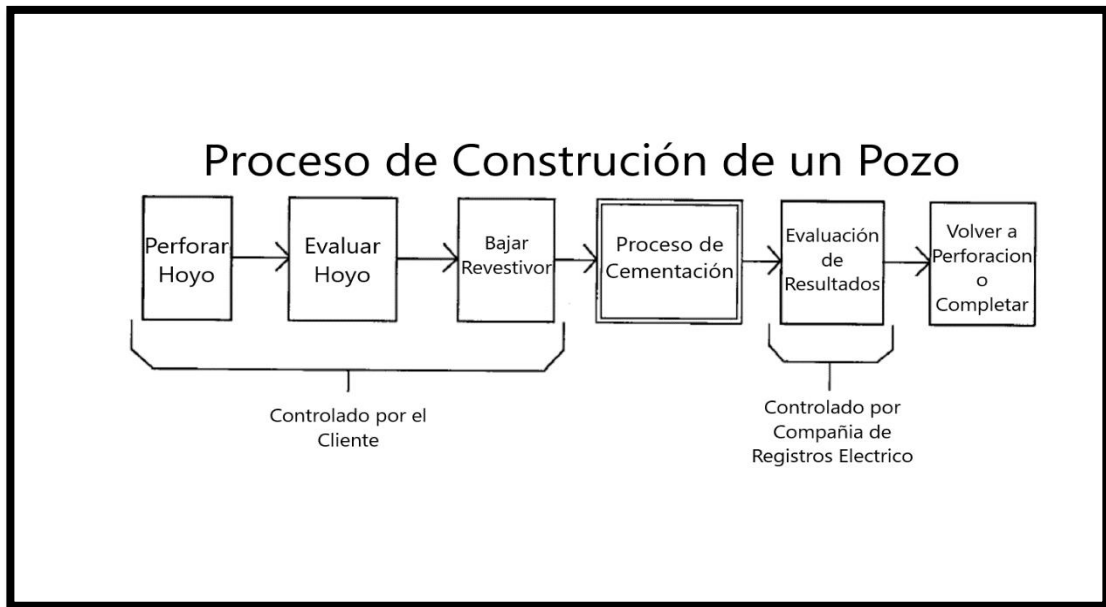 Proceso de Construción de un Pozo
Perforar
Hoyo
Evaluar
Hoyo
Bajar
Revestivor
Proceso de
Cementación
Evaluación
de
Resultados
Volver a
Perforacion
o
Completar
Controlado por el
Cliente
Controlado por
Compañia de
Registros Electrico